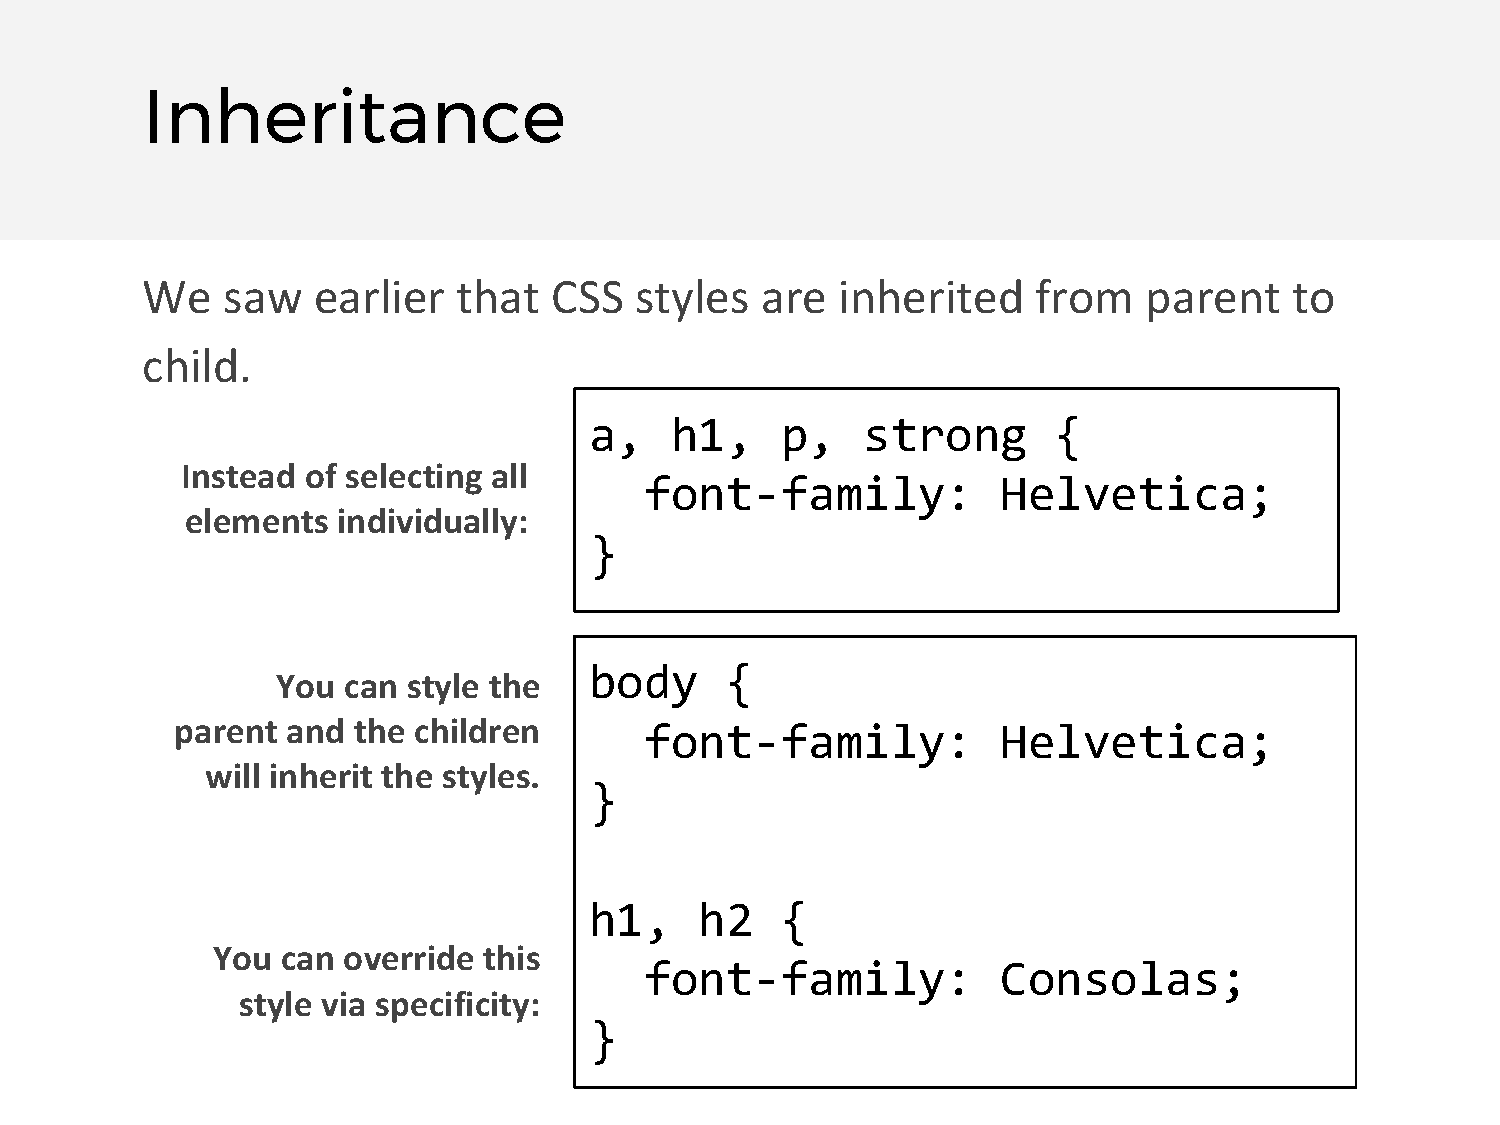 Inheritance
We saw earlier that CSS styles are inherited from parent to
child.
Instead of selecting all
elements individually:
a, h1, p, strong {
  font-family: Helvetica;
}
You can style the
parent and the children
will inherit the styles.
body {
  font-family: Helvetica;
}
You can override this
style via specificity:
h1, h2 {
  font-family: Consolas;
}